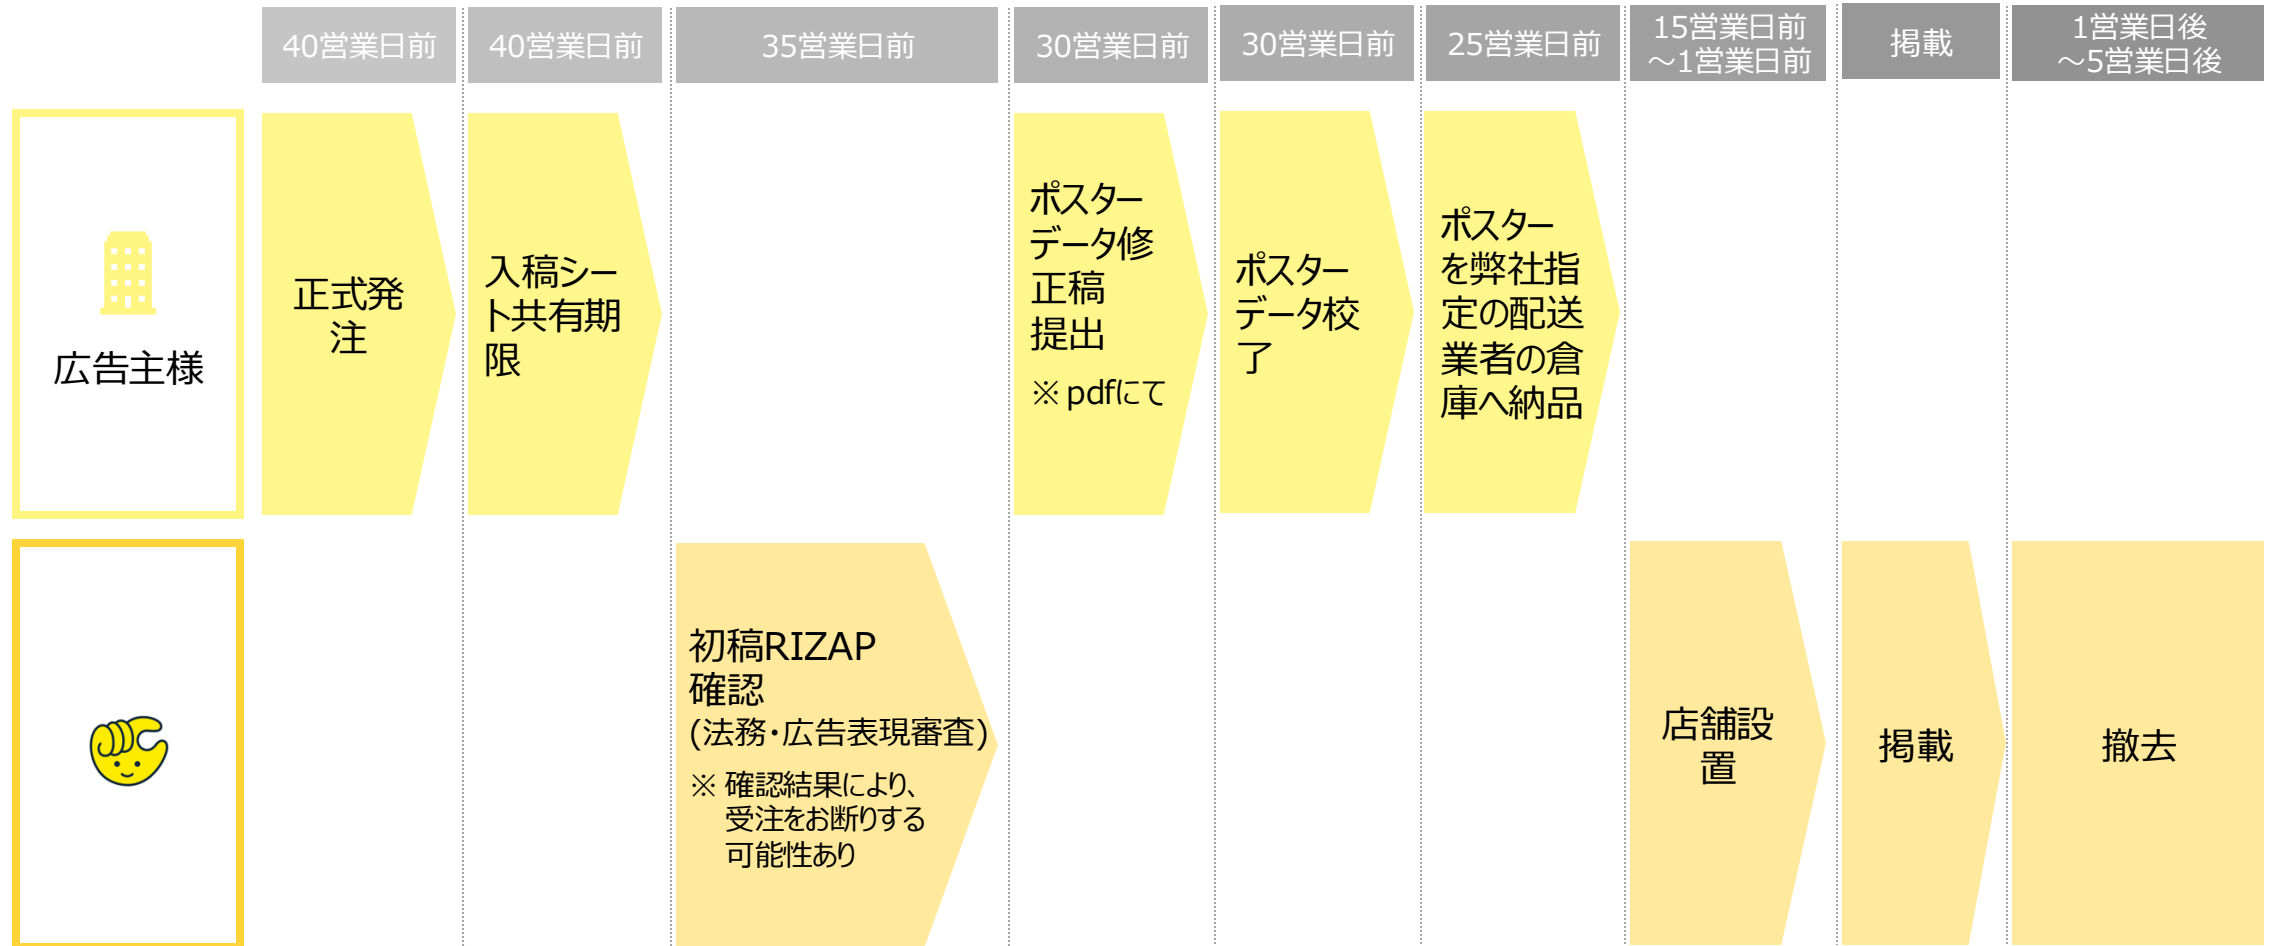 40営業日前
40営業日前
35営業日前
30営業日前
30営業日前
25営業日前
15営業日前
～1営業日前
掲載
1営業日後
～5営業日後
広告主様
正式発
注
入稿シー
ト共有期
限
ポスター
データ修
正稿
提出
※ pdfにて
ポスター
データ校
了
ポスター
を弊社指
定の配送
業者の倉
庫へ納品
初稿RIZAP
確認
(法務・広告表現審査)
※ 確認結果により、
受注をお断りする
可能性あり
店舗設
置
掲載
撤去